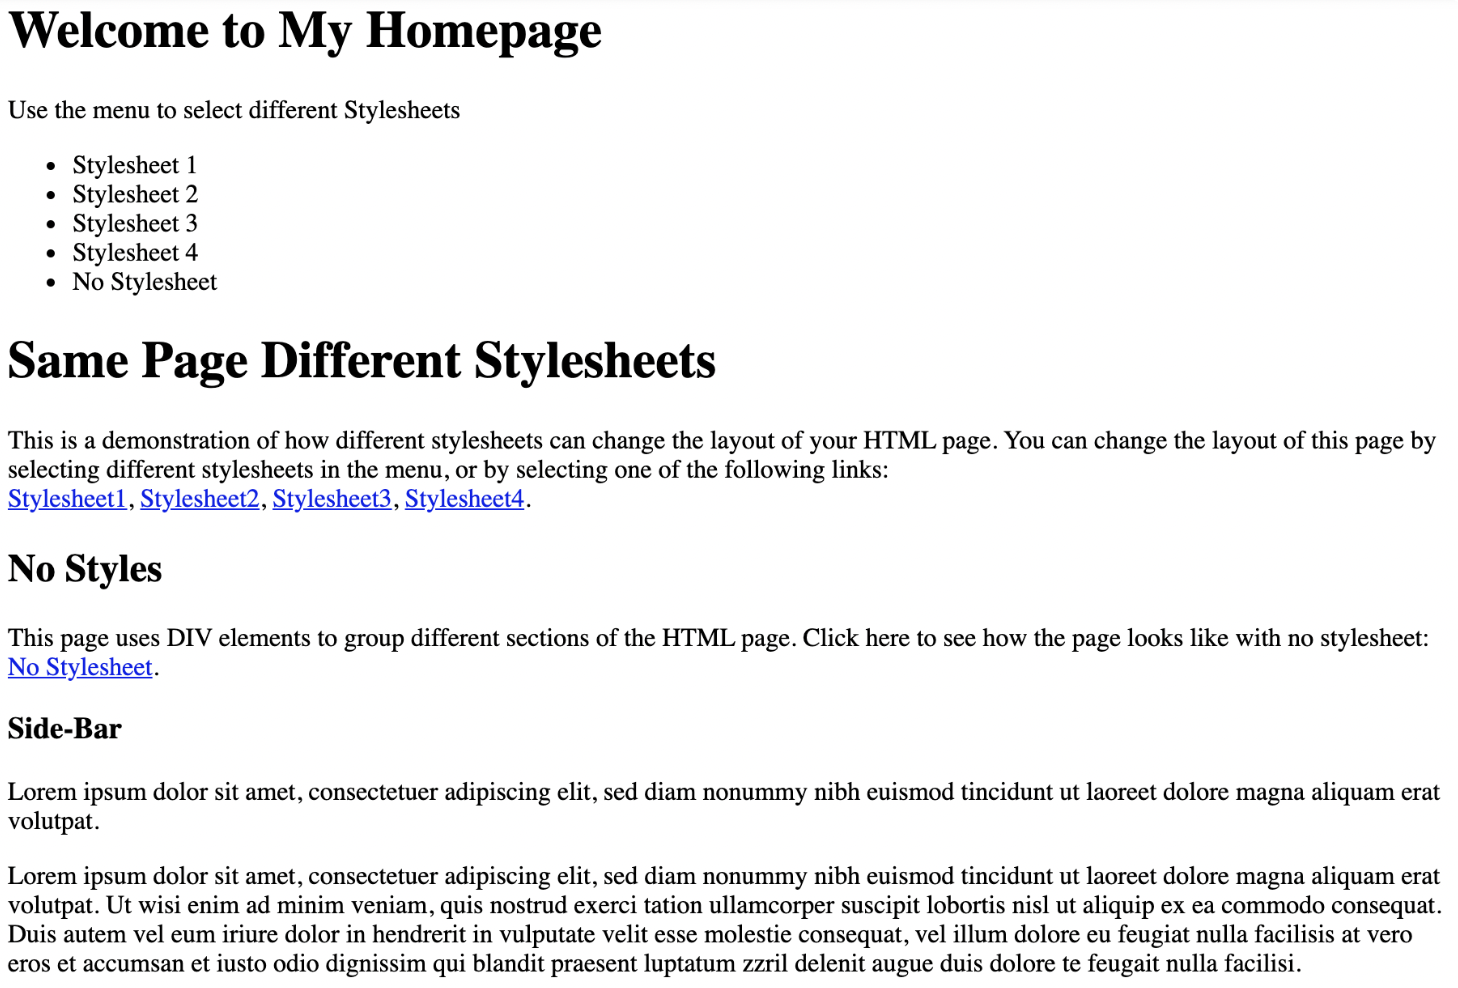 Welcome to My Homepage
Use the menu to select different Stylesheets
• Stylesheet 1
• Stylesheet 2
• Stylesheet 3
• Stylesheet 4
• No Stylesheet
Same Page Different Stylesheets
This is a demonstration of how different stylesheets can change the layout of your HTML page. You can change the layout of this page by
selecting different stylesheets in the menu, or by selecting one of the following links:
Stylesheet1, Stylesheet2, Stylesheet3, Stylesheet4.
No Styles
This page uses DIV elements to group different sections of the HTML page. Click here to see how the page looks like with no stylesheet:
No Stylesheet.
Side-Bar
Lorem ipsum dolor sit amet, consectetuer adipiscing elit, sed diam nonummy nibh euismod tincidunt ut laoreet dolore magna aliquam erat
volutpat.
Lorem ipsum dolor sit amet, consectetuer adipiscing elit, sed diam nonummy nibh euismod tincidunt ut laoreet dolore magna aliquam erat
volutpat. Ut wisi enim ad minim veniam, quis nostrud exerci tation ullamcorper suscipit lobortis nisl ut aliquip ex ea commodo consequat.
Duis autem vel eum iriure dolor in hendrerit in vulputate velit esse molestie consequat, vel illum dolore eu feugiat nulla facilisis at vero
eros et accumsan et iusto odio dignissim qui blandit praesent luptatum zzril delenit augue duis dolore te feugait nulla facilisi.